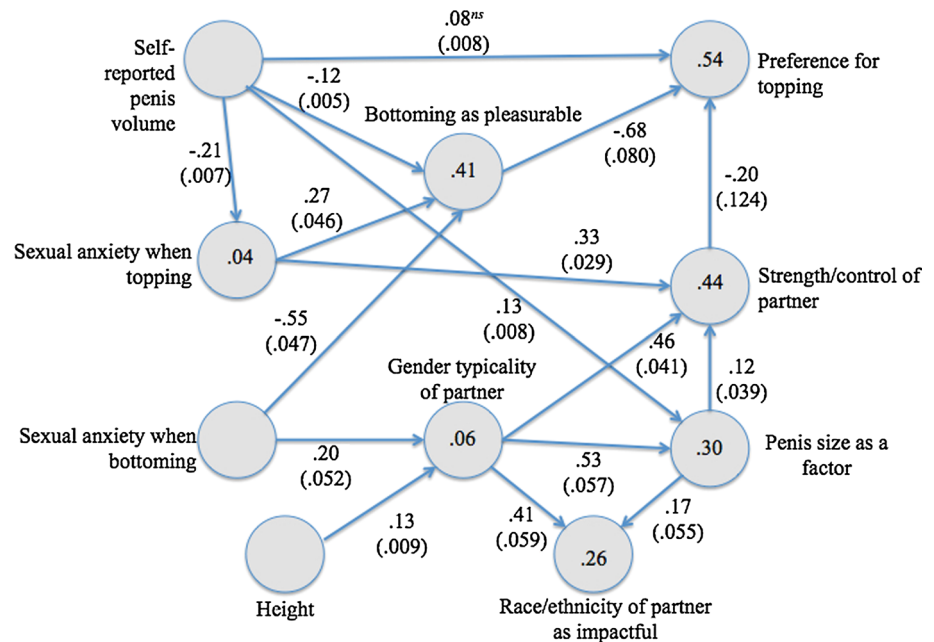 .08ns
(.008)
Self-
reported
penis
volume
.54
Preference for
topping
-.12
(.005)
Bottoming as pleasurable
-.68
(.080)
-.21
(.007)
.41
-.20
(.124)
.27
(.046)
Sexual anxiety when
topping
.04
.33
(.029)
.44
Strength/control of
partner
-.55
(.047)
.13
(.008)
.46
(.041)
.12
(.039)
Gender typicality
of partner
Sexual anxiety when
bottoming
.06
.20
(.052)
.53
(.057)
.30
Penis size as a
factor
.13
(.009)
.41
(.059)
.17
(.055)
.26
Height
Race/ethnicity of partner
as impactful